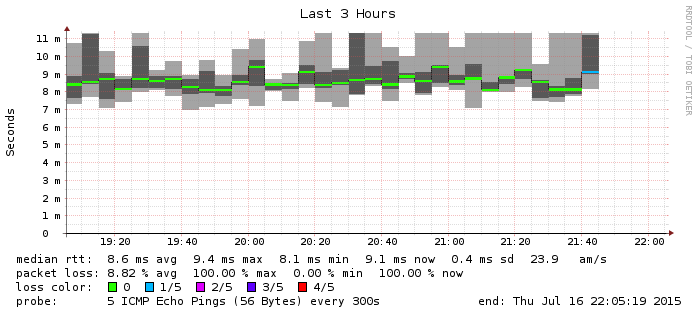 Last 3 Hours
RRDTOOL / TOBI OETIKER
Seconds
11 m
10 m
9 m
8 m
7 m
6 m
5 m
4 m
3 m
2 m
1 m
0
19:20 19:40 20:00 20:20 20:40 21:00 21:20 21:40 22:00
median rtt: 8.6 ms avg 9.4 ms max 8.1 ms min 9.1 ms now 0.4 ms sd 23.9 am/s
packet loss: 8.82 % avg 100.00 % max 0.00 % min 100.00 % now
loss color: 0 1/5 2/5 3/5 4/5
probe: 5 ICMP Echo Pings (56 Bytes) every 300s end: Thu Jul 16 22:05:19 2015